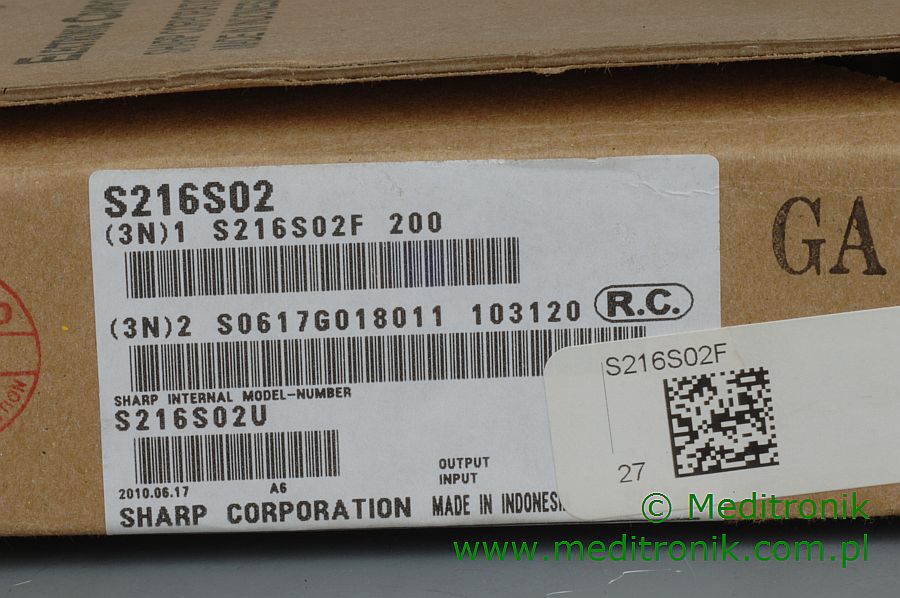 S216S02
(3N)1 S216S02F 200
(3N)2 S0617G018011 103120
R.C.
SHARP INTERNAL MODEL-NUMBER
S216S02U
OUTPUT
INPUT
2010.06.17 A6
SHARP CORPORATION MADE IN INDONESI
GA
S216S02F
27
© Meditronik
www.meditronik.com.pl